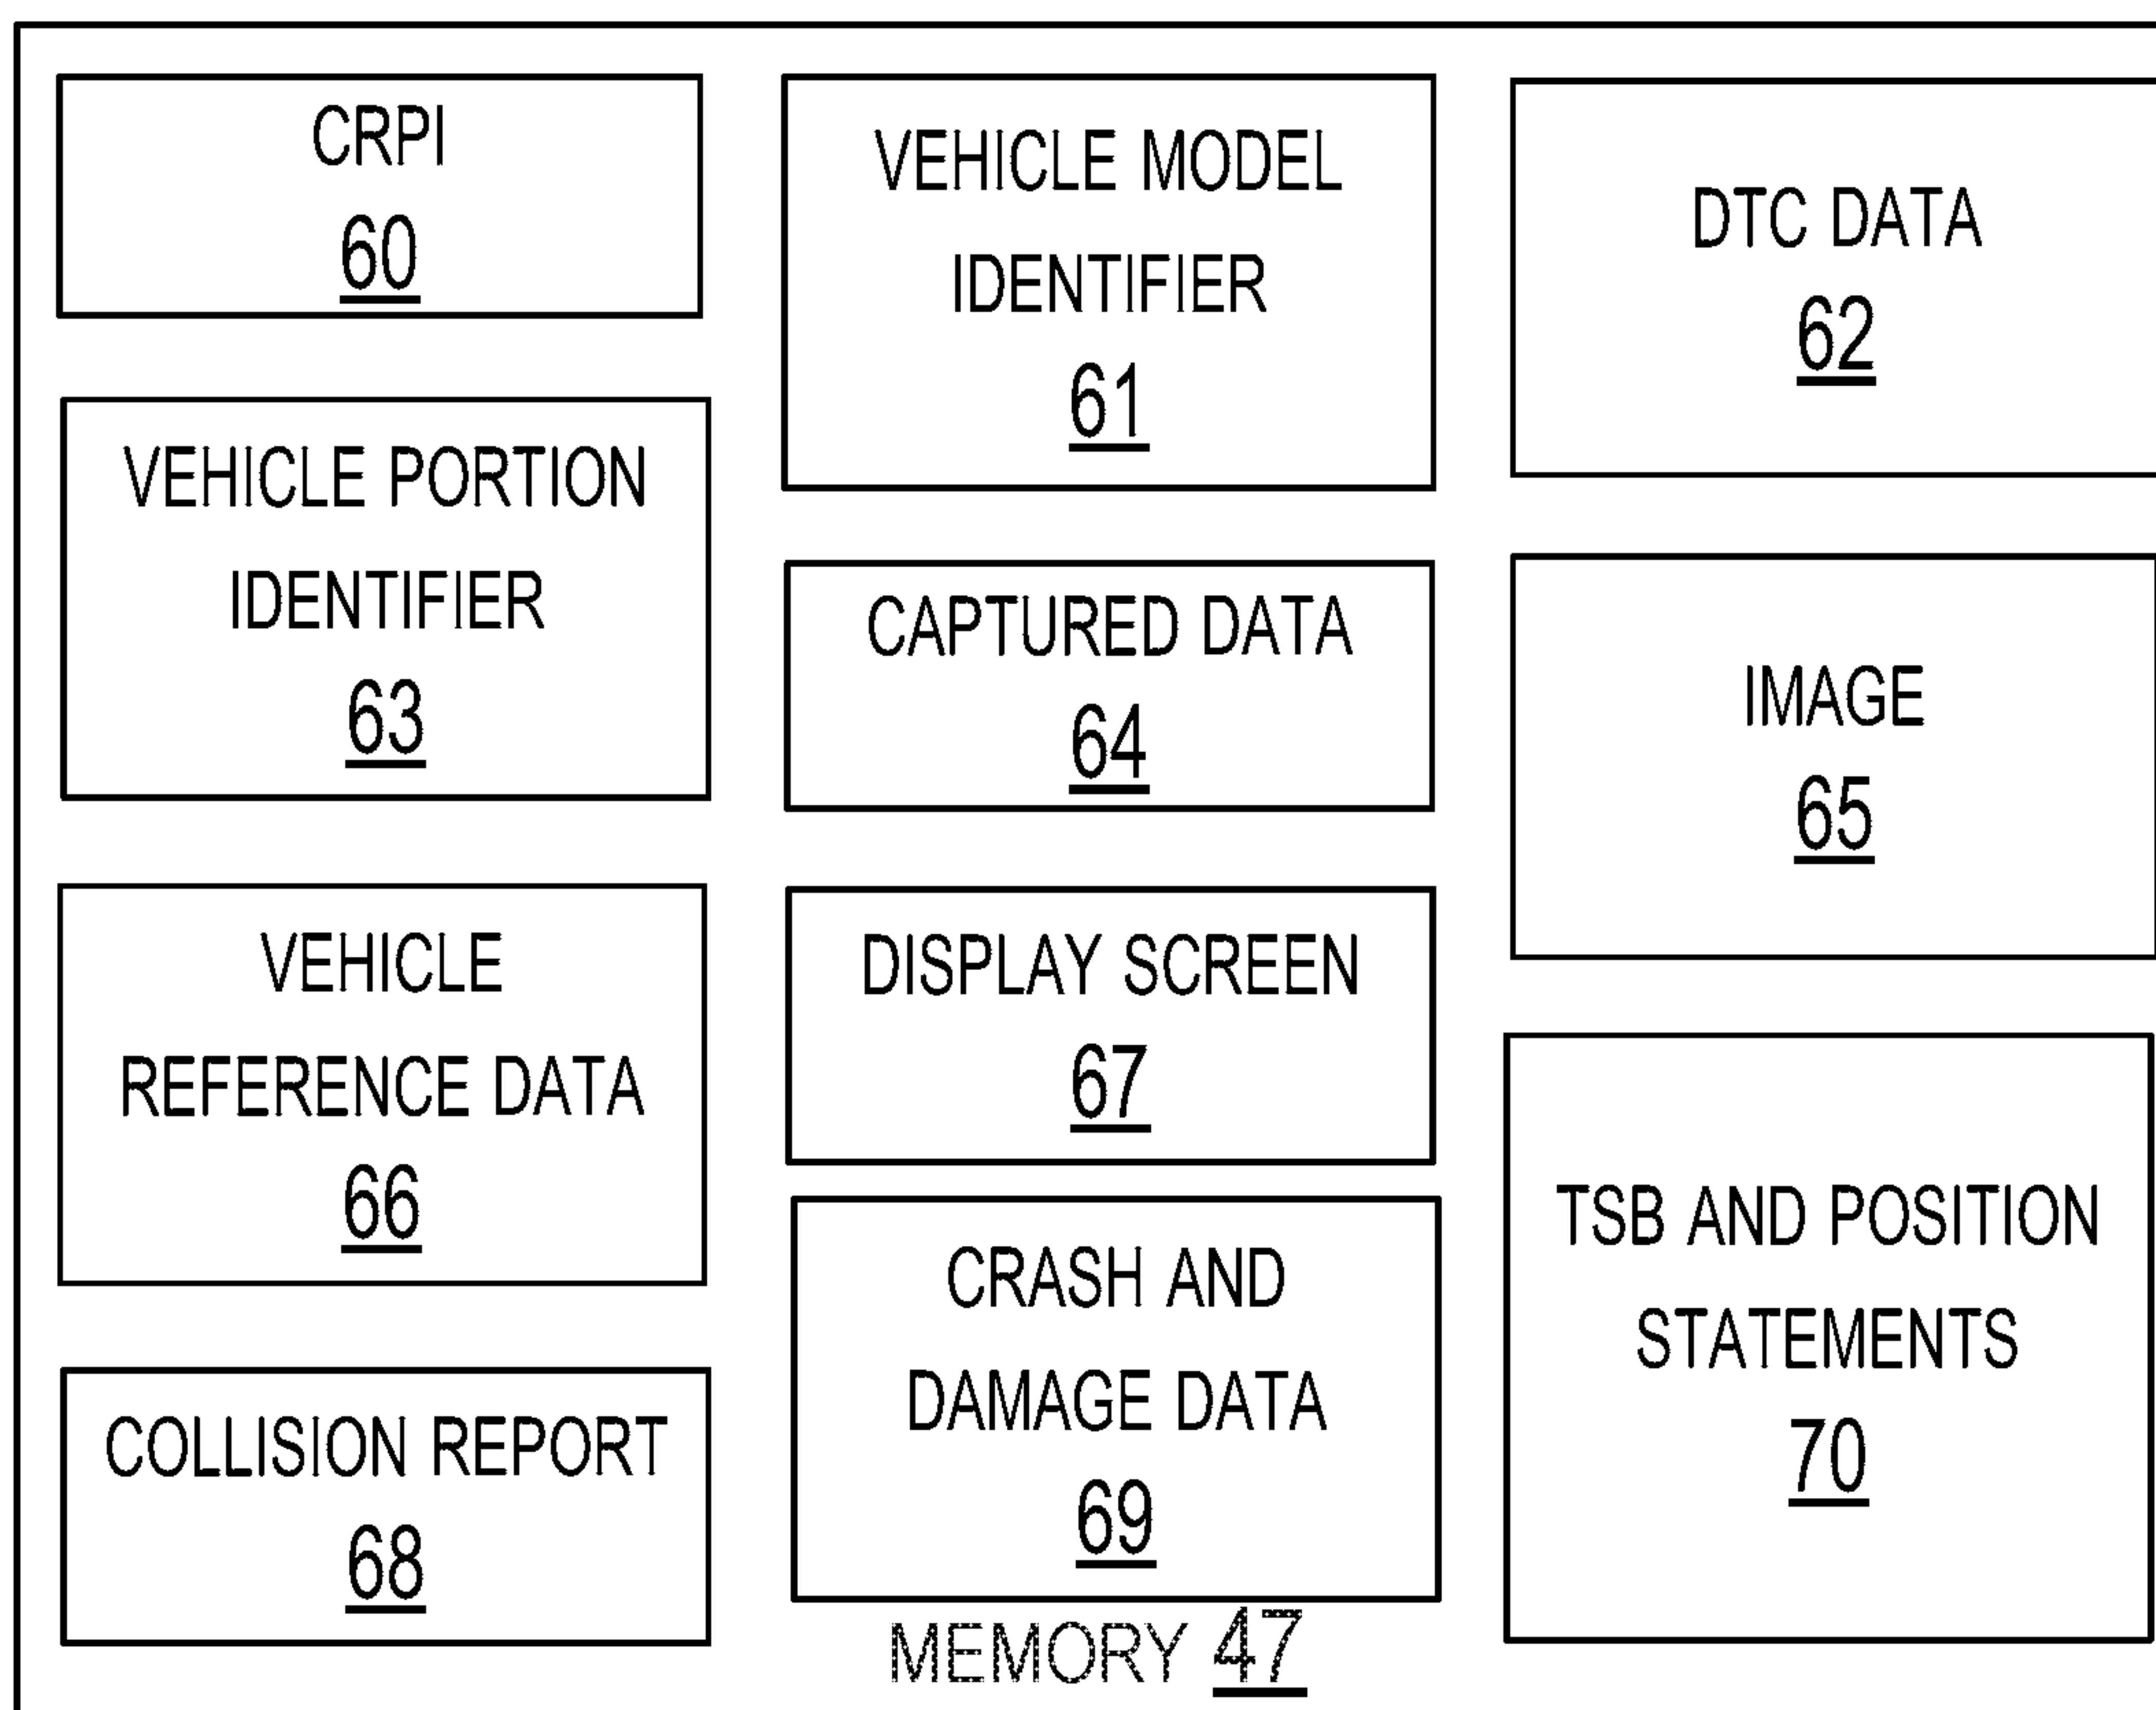 CRPI
60
VEHICLE MODEL
IDENTIFIER
61
DTC DATA
62
VEHICLE PORTION
IDENTIFIER
63
CAPTURED DATA
64
IMAGE
65
VEHICLE
REFERENCE DATA
66
DISPLAY SCREEN
67
COLLISION REPORT
68
CRASH AND
DAMAGE DATA
69
TSB AND POSITION
STATEMENTS
70
MEMORY 47